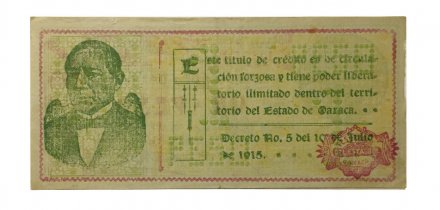 Este titulo de crédito es de circula-
ción forzosa y tiene poder libera-
torio ilimitado dentro del terri-
torio del Estado de Oaxaca.
Decreto No. 5 del 10 de Julio
de 1915.